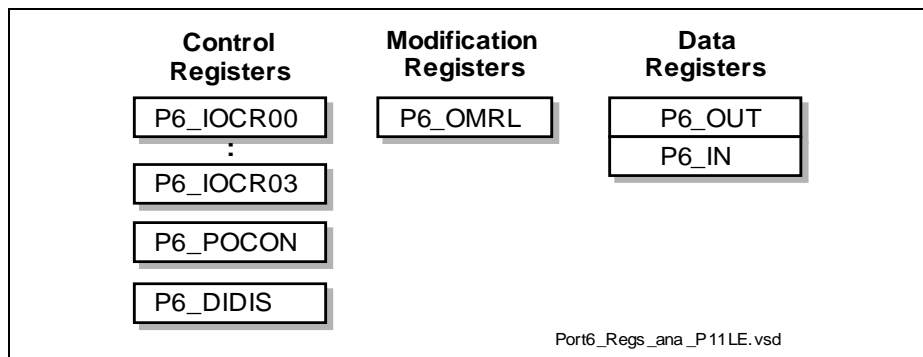 Control
Registers
P6_IOCR00
:
P6_IOCR03
P6_POCON
P6_DIDIS
Modification
Registers
P6_OMRL
Data
Registers
P6_OUT
P6_IN
Port6_Regs_ana_P11LE.vsd